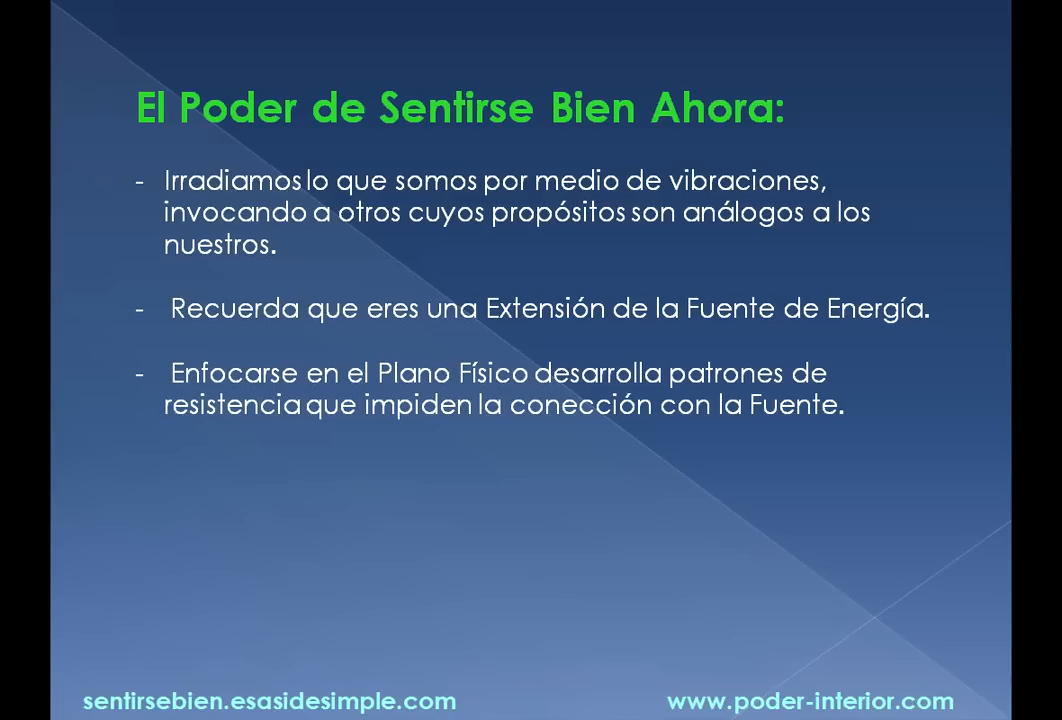 El Poder de Sentirse Bien Ahora:
- Irradiamos lo que somos por medio de vibraciones,
invocando a otros cuyos propósitos son análogos a los
nuestros.
- Recuerda que eres una Extensión de la Fuente de Energía.
- Enfocarse en el Plano Físico desarrolla patrones de
resistencia que impiden la conección con la Fuente.
sentirsebien.esasidesimple.com www.poder-interior.com